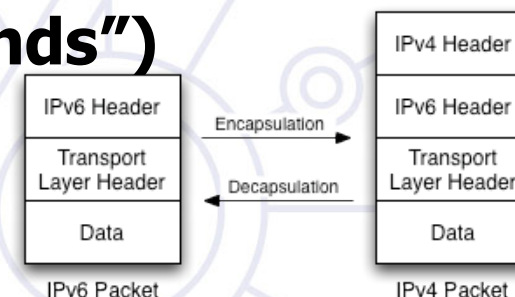 nds”)
IPv6 Header
Transport
Layer Header
Data
IPv6 Packet
Encapsulation
Decapsulation
IPv4 Header
IPv6 Header
Transport
Layer Header
Data
IPv4 Packet